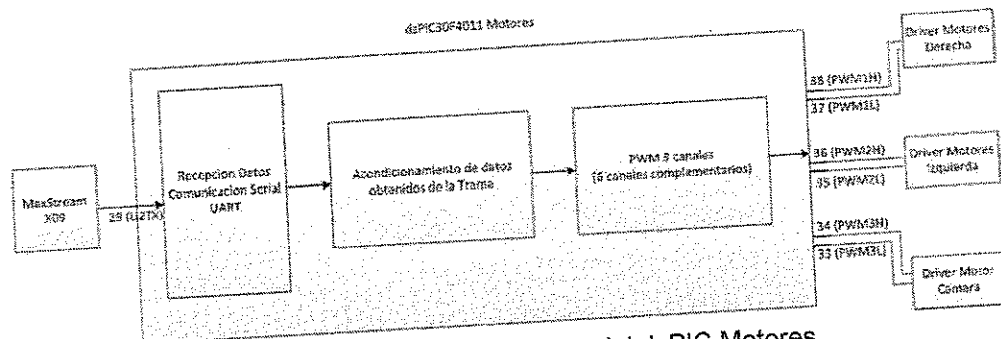 dsPIC30F4011 Motores
MaxStream
X09
29 (U2TX)
Recepcion Datos
Comunicacion Serial
UART
Acondicionamiento de datos
obtenidos de la Trama
PWM 3 canales
(6 canales complementarios)
38 (PWM1H)
37 (PWM1L)
Driver Motores
Derecha
36 (PWM2H)
35 (PWM2L)
Driver Motores
Izquierda
34 (PWM3H)
33 (PWM3L)
Driver Motor
Camara
PIC Motores